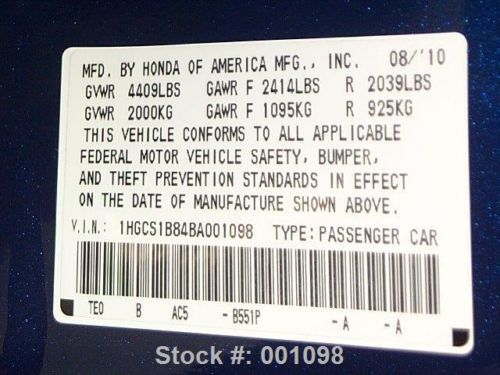 MFD. BY HONDA OF AMERICA MFG., INC. 08/'10
GVWR 4409LBS GAWR F 2414LBS R 2039LBS
GVWR 2000KG GAWR F 1095KG R 925KG
THIS VEHICLE CONFORMS TO ALL APPLICABLE
FEDERAL MOTOR VEHICLE SAFETY, BUMPER,
AND THEFT PREVENTION STANDARDS IN EFFECT
ON THE DATE OF MANUFACTURE SHOWN ABOVE.
V.I.N.: 1HGCS1B84BA001098 TYPE:PASSENGER CAR
TE0 B AC5 - B551P - A - A
Stock #: 001098